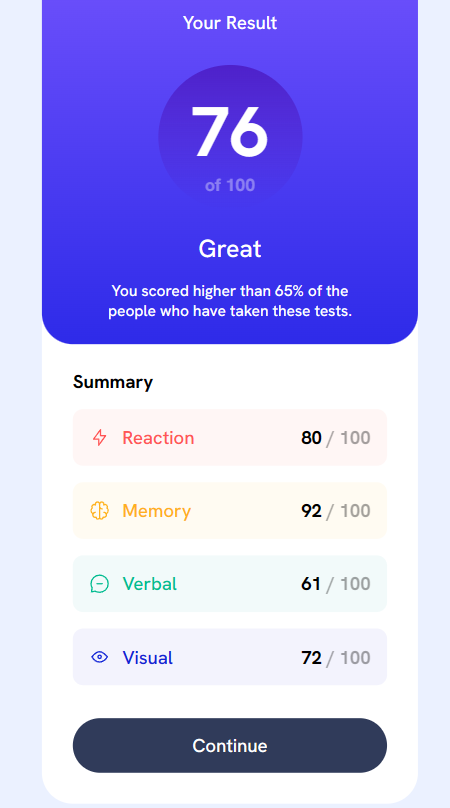 Your Result
76
of 100
Great
You scored higher than 65% of the
people who have taken these tests.
Summary
Reaction 80 / 100
Memory 92 / 100
Verbal 61 / 100
Visual 72 / 100
Continue